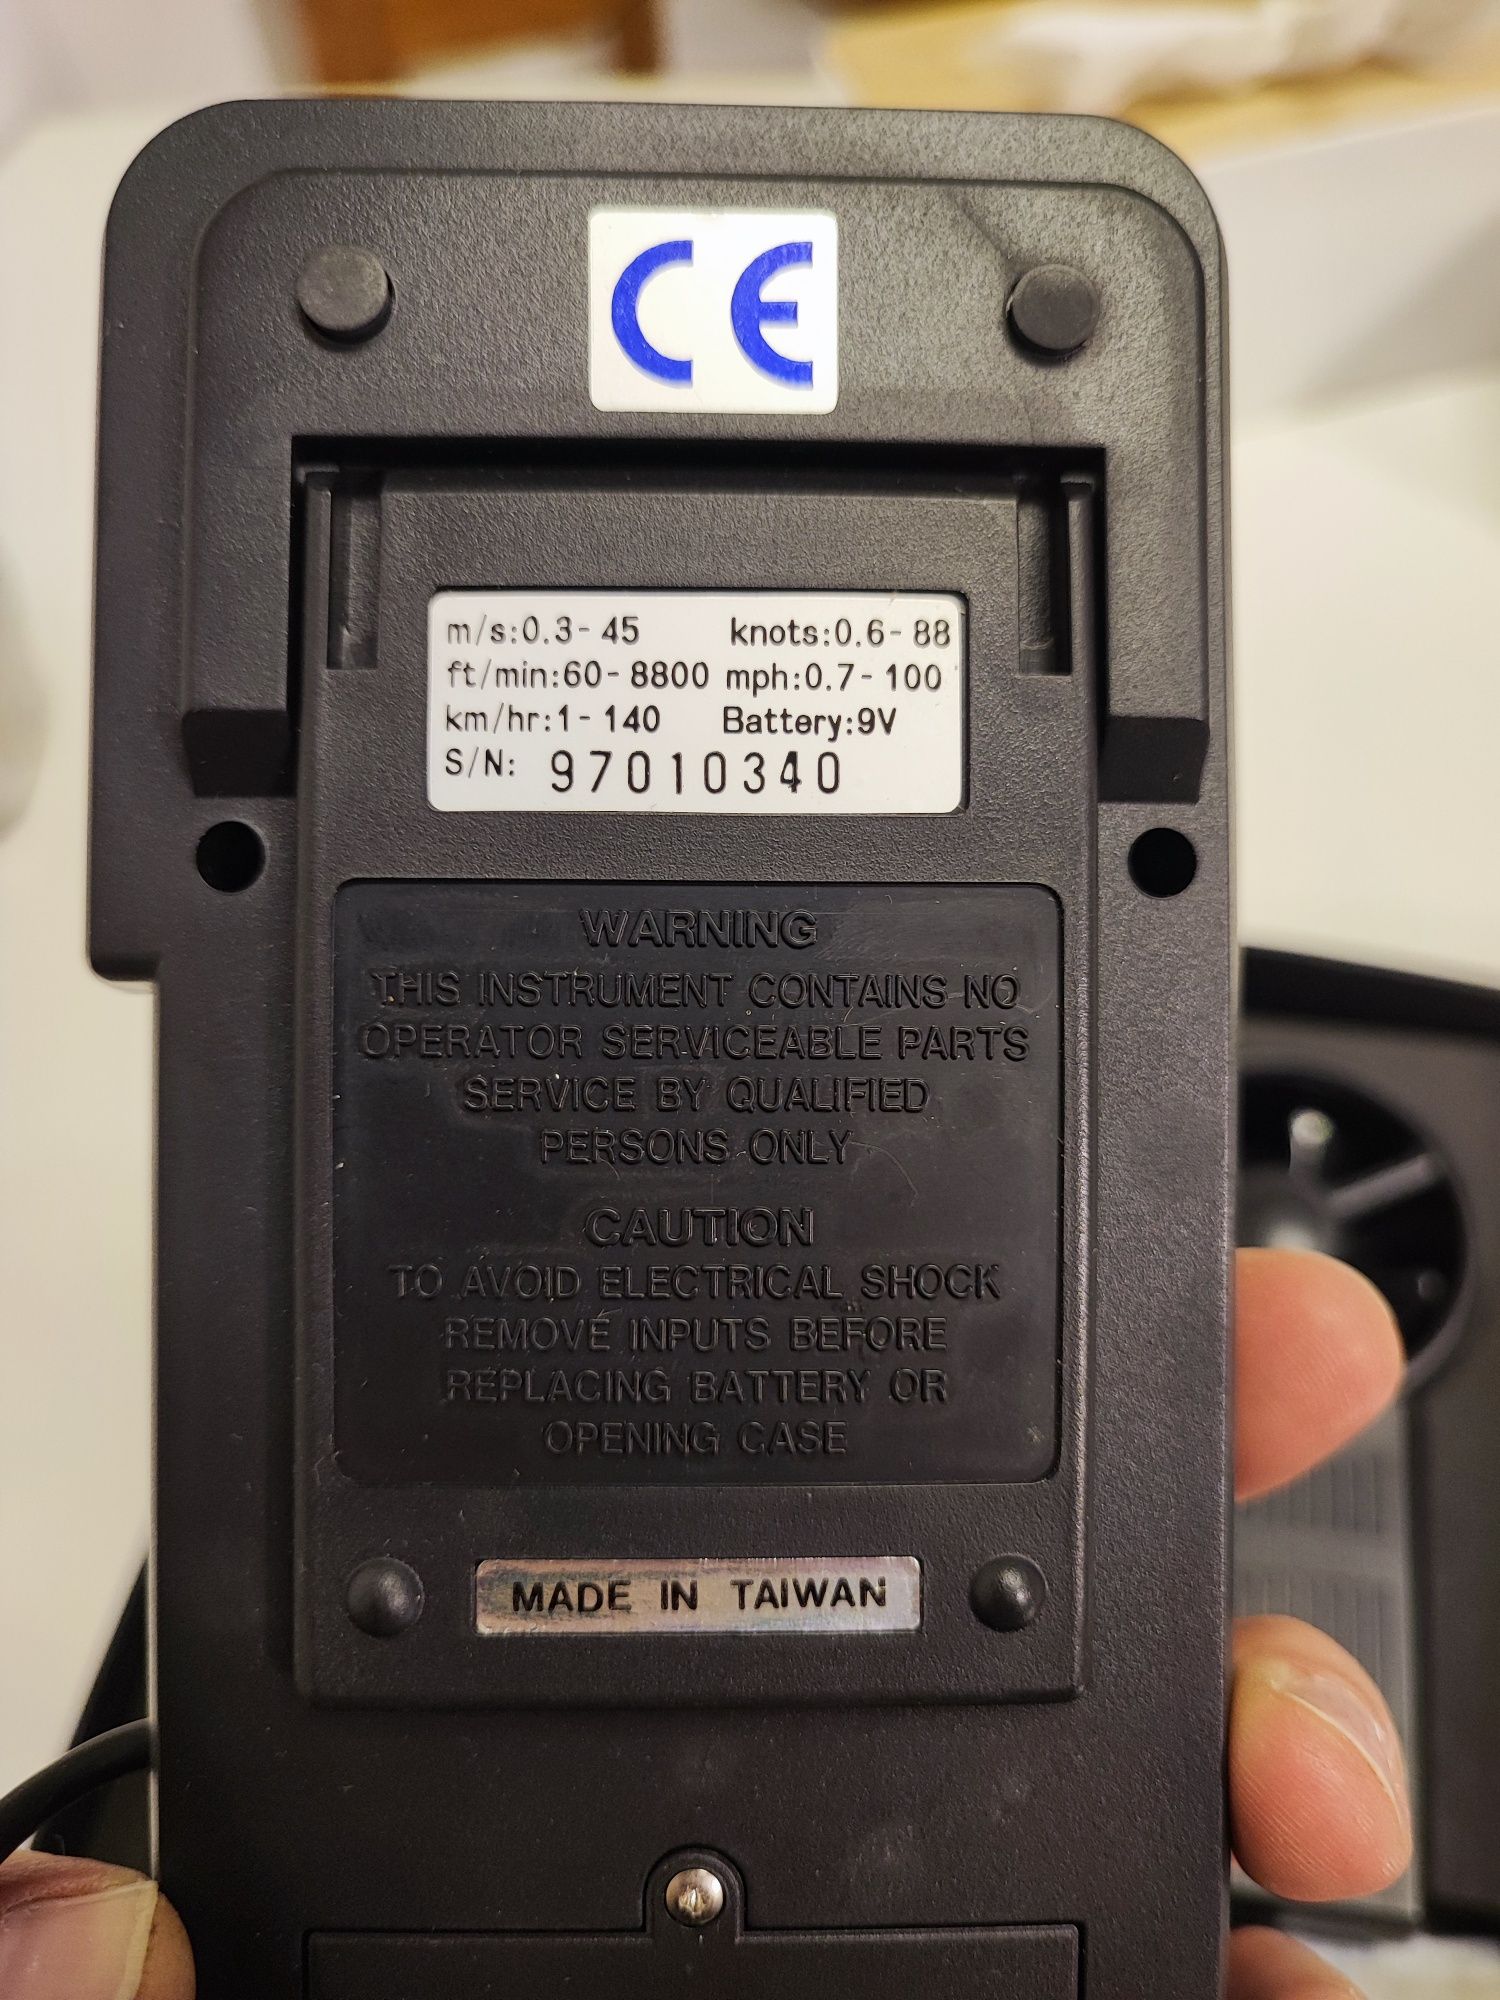 CE
m/s:0.3- 45 knots:0.6- 88
ft/min:60- 8800 mph:0.7- 100
km/hr:1- 140 Battery:9V
S/N: 97010340
WARNING
THIS INSTRUMENT CONTAINS NO
OPERATOR SERVICEABLE PARTS
SERVICE BY QUALIFIED
PERSONS ONLY
CAUTION
TO AVOID ELECTRICAL SHOCK
REMOVE INPUTS BEFORE
REPLACING BATTERY OR
OPENING CASE
MADE IN TAIWAN